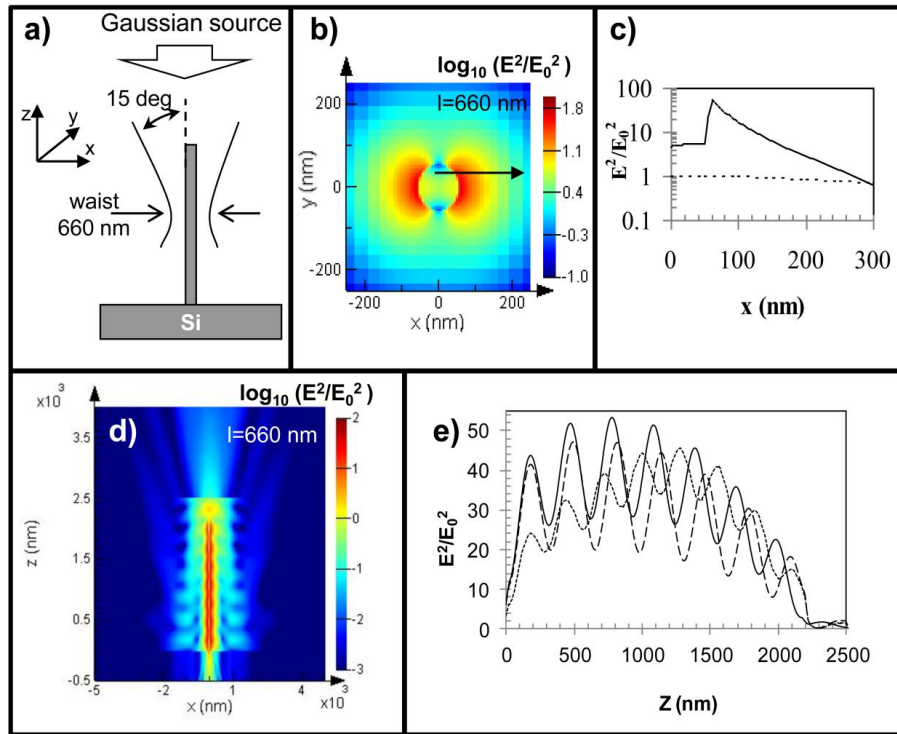 a)
Gaussian source
15 deg
z
y
x
waist
660 nm
Si
b)
log10 (E²/E0²)
l=660 nm
200
0
-200
y (nm)
-200 0 200
x (nm)
1.8
1.1
0.4
-0.3
-1.0
c)
100
10
1
0.1
E²/E0²
0 100 200 300
x (nm)
d)
log10 (E²/E0²)
l=660 nm
x10³
3.5
2.5
1.5
0.5
-0.5
z (nm)
-5 -2 1 4
x (nm)
x10³
2
1
0
-1
-2
-3
e)
50
40
30
20
10
0
E²/E0²
0 500 1000 1500 2000 2500
Z (nm)